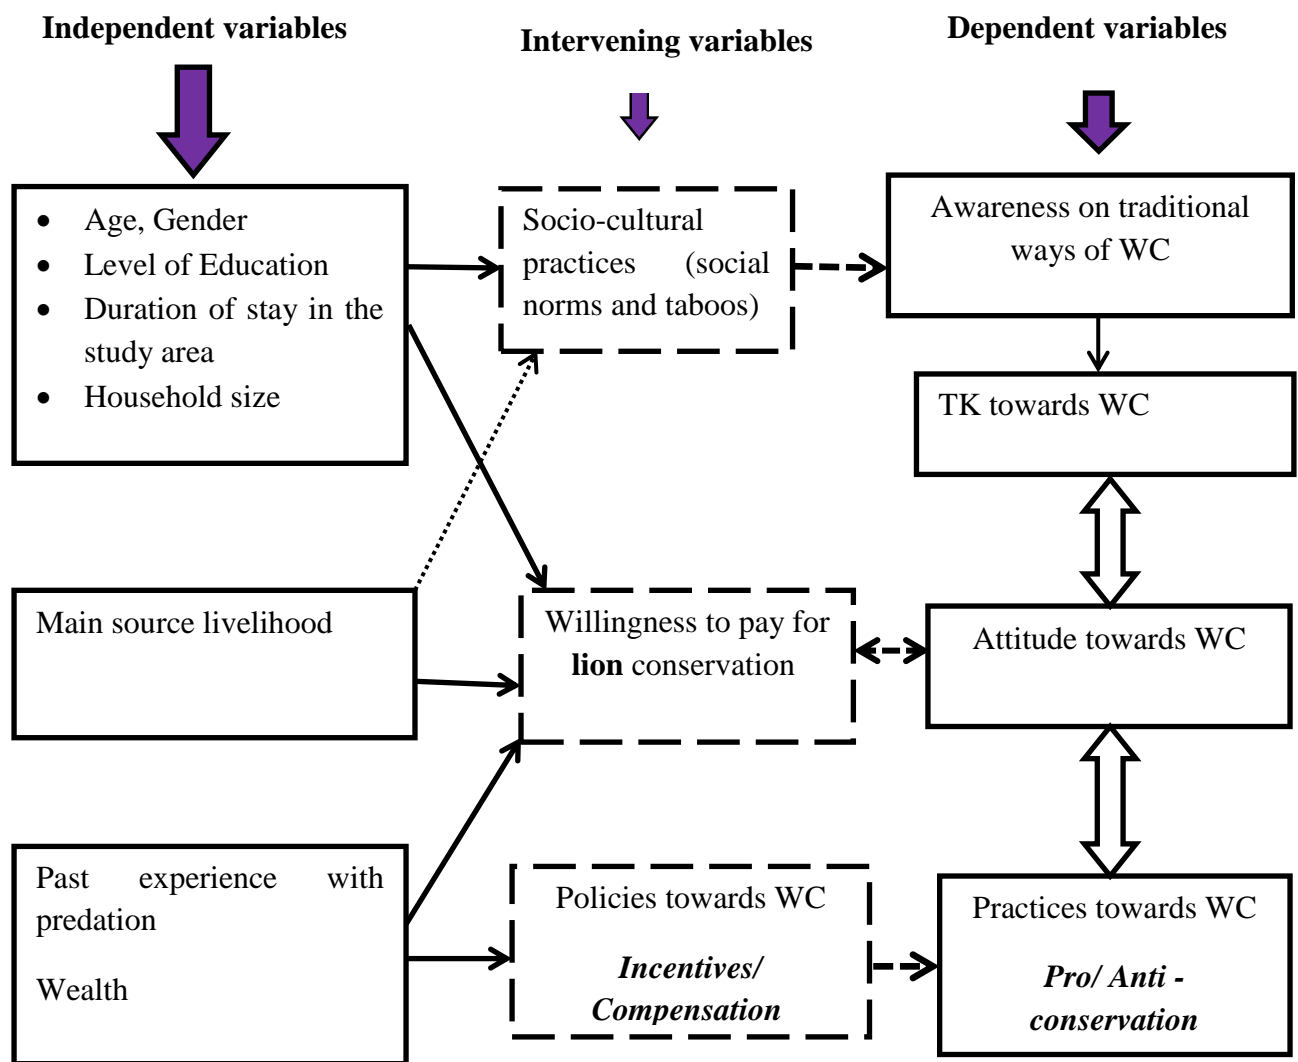 Independent variables
Intervening variables
Dependent variables
• Age, Gender
• Level of Education
• Duration of stay in the
study area
• Household size
Socio-cultural
practices (social
norms and taboos)
Awareness on traditional
ways of WC
TK towards WC
Main source livelihood
Willingness to pay for
lion conservation
Attitude towards WC
Past experience with
predation
Wealth
Policies towards WC
Incentives/
Compensation
Practices towards WC
Pro/ Anti -
conservation